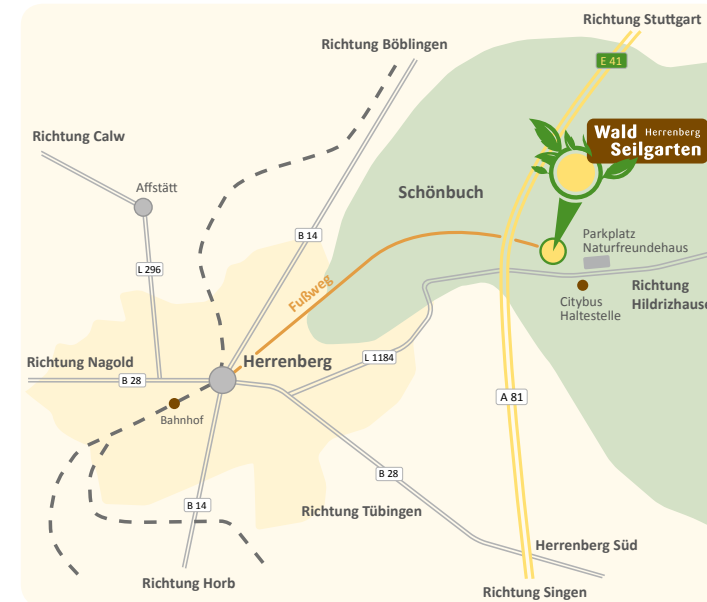 Richtung Stuttgart
Richtung Böblingen
E 41
Wald Herrenberg
Seilgarten
Richtung Calw
Affstätt
Schönbuch
B 14
Parkplatz
Naturfreundehaus
L 296
Fußweg
Richtung
Hildrizhause
Citybus
Haltestelle
Richtung Nagold
Herrenberg
L 1184
B 28
A 81
Bahnhof
B 28
B 14
Richtung Tübingen
Herrenberg Süd
Richtung Horb
Richtung Singen